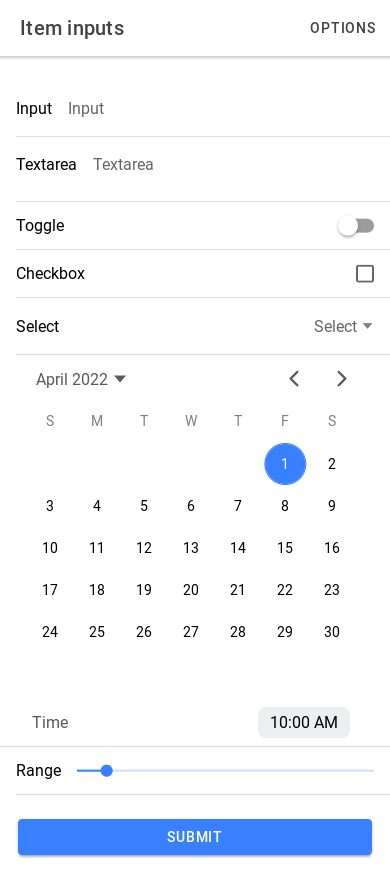 Item inputs OPTIONS
Input Input
Textarea Textarea
Toggle
Checkbox
Select Select
April 2022
S M T W T F S
1 2
3 4 5 6 7 8 9
10 11 12 13 14 15 16
17 18 19 20 21 22 23
24 25 26 27 28 29 30
Time 10:00 AM
Range
SUBMIT